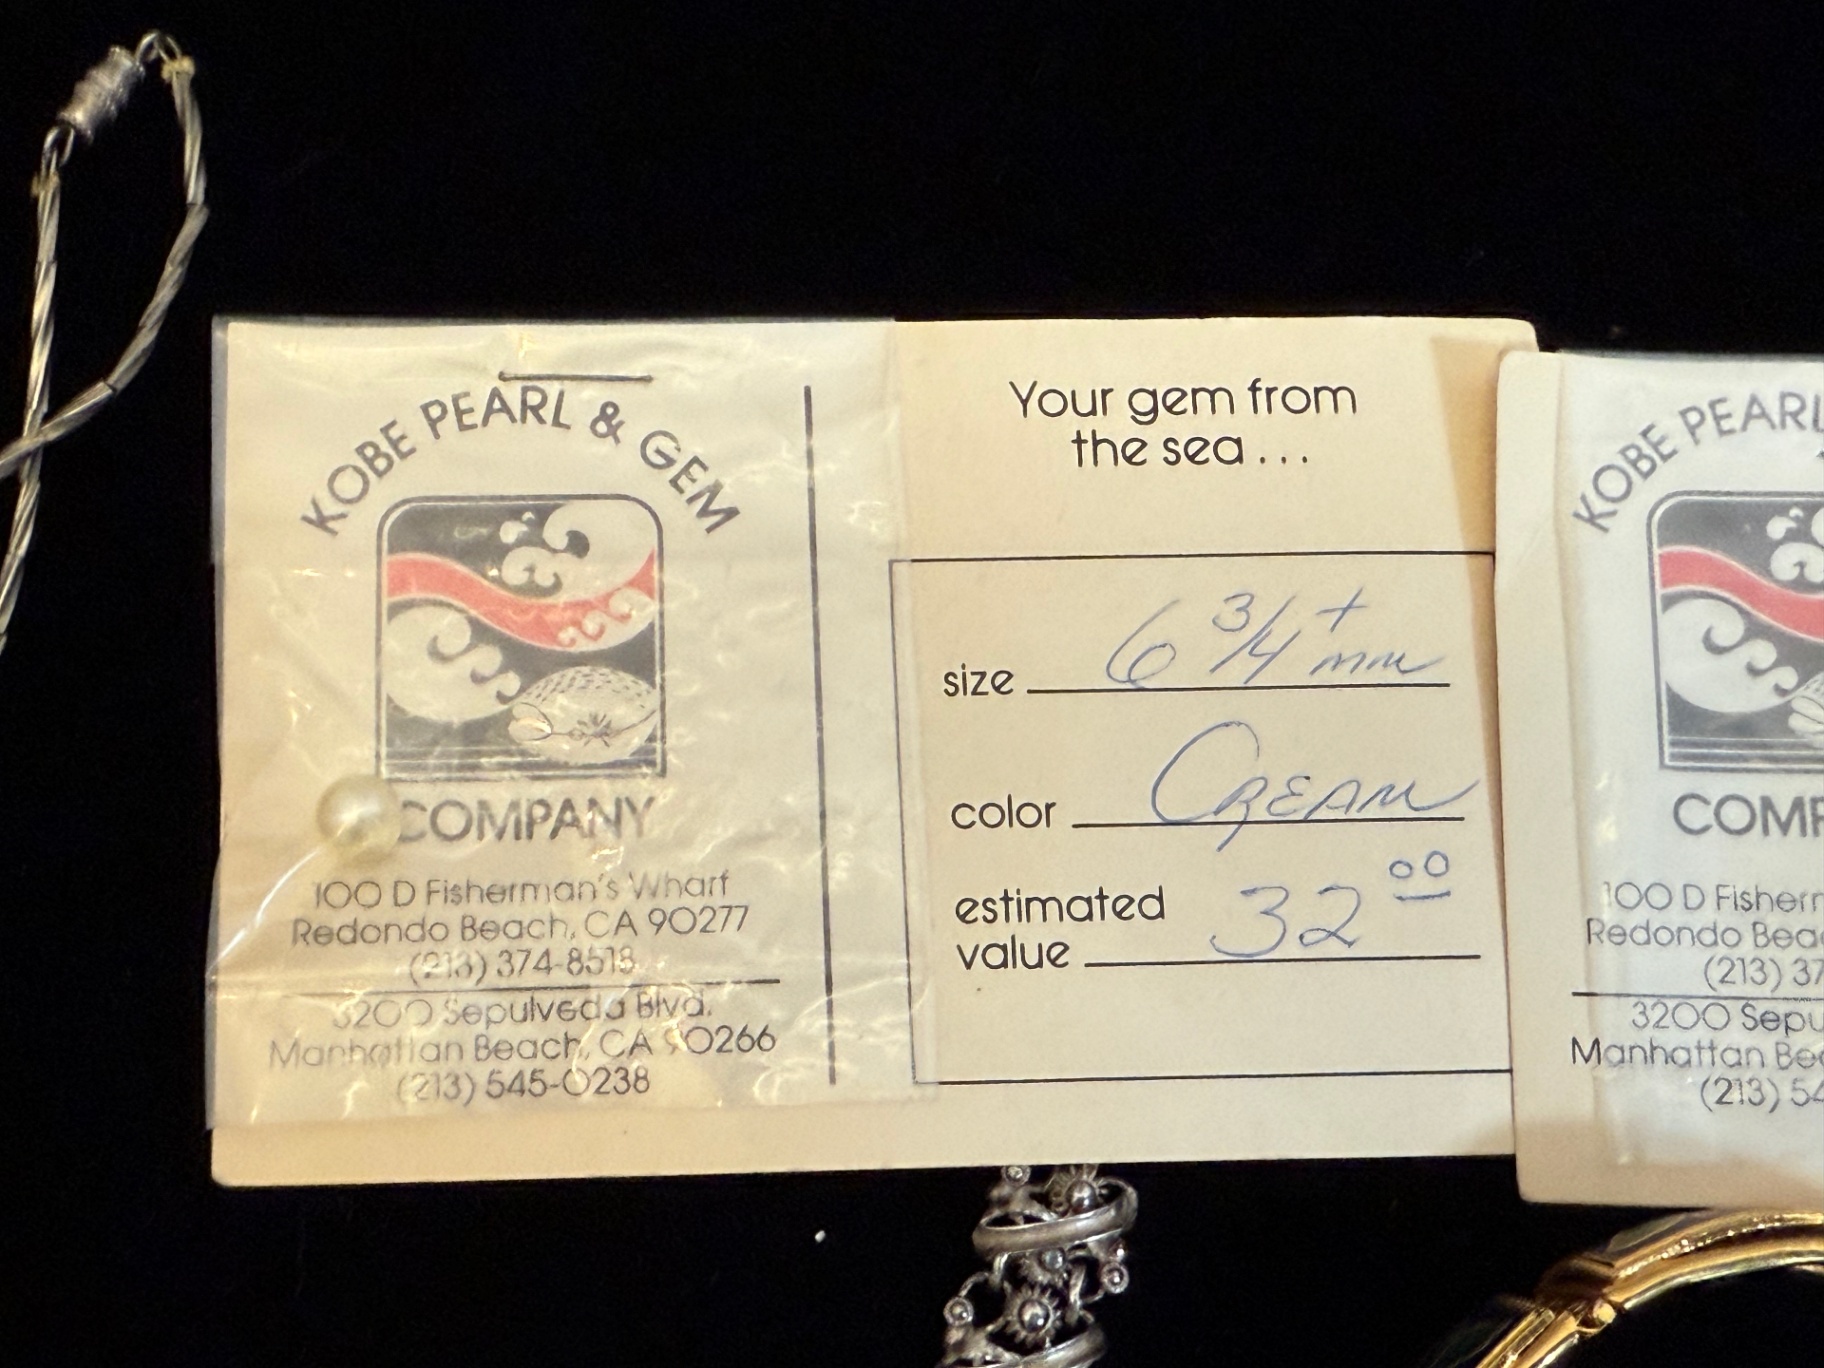 KOBE PEARL & GEM
COMPANY
100 D Fisherman's Wharf
Redondo Beach, CA 90277
(213) 374-8518
3200 Sepulveda Blvd.
Manhattan Beach, CA 90266
(213) 545-0238
Your gem from
the sea...
size 6 3/4+ mm
color CREAM
estimated
value 32 00
KOBE PEARL
COMP
100 D Fisherm
Redondo Beac
(213) 37
3200 Sepu
Manhattan Bea
(213) 54